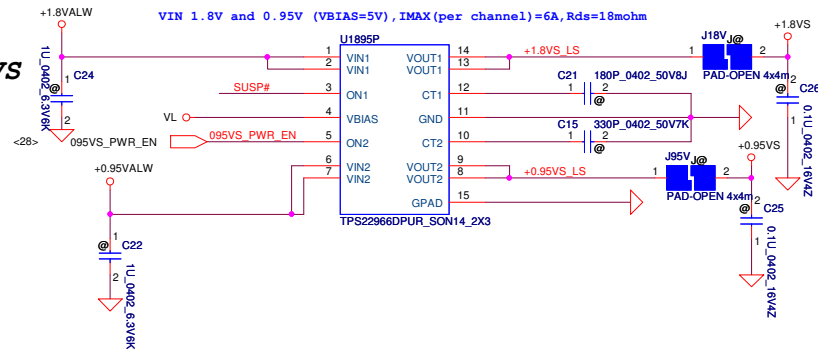 VIN 1.8V and 0.95V (VBIAS=5V),IMAX(per channel)=6A,Rds=18mohm
+1.8VALW
VS
1U_0402_6.3V6K
1
C24
@
2
U1895P
1 VIN1
2 VIN1
3 ON1
4 VBIAS
5 ON2
6 VIN2
7 VIN2
VOUT1 14
VOUT1 13
CT1 12
GND 11
CT2 10
VOUT2 9
VOUT2 8
GPAD 15
TPS22966DPUR_SON14_2X3
SUSP#
VL
<28>
095VS_PWR_EN
095VS_PWR_EN
+0.95VALW
@
1
C22
2
1U_0402_6.3V6K
+1.8VS_LS
C21 180P_0402_50V8J
1 2
@
C15 330P_0402_50V7K
1 2
@
+0.95VS_LS
J18V J@
1 2
PAD-OPEN 4x4m
+1.8VS
2
C26
@
1
0.1U_0402_16V4Z
J95V J@
1 2
PAD-OPEN 4x4m
+0.95VS
2
C25
@
1
0.1U_0402_16V4Z